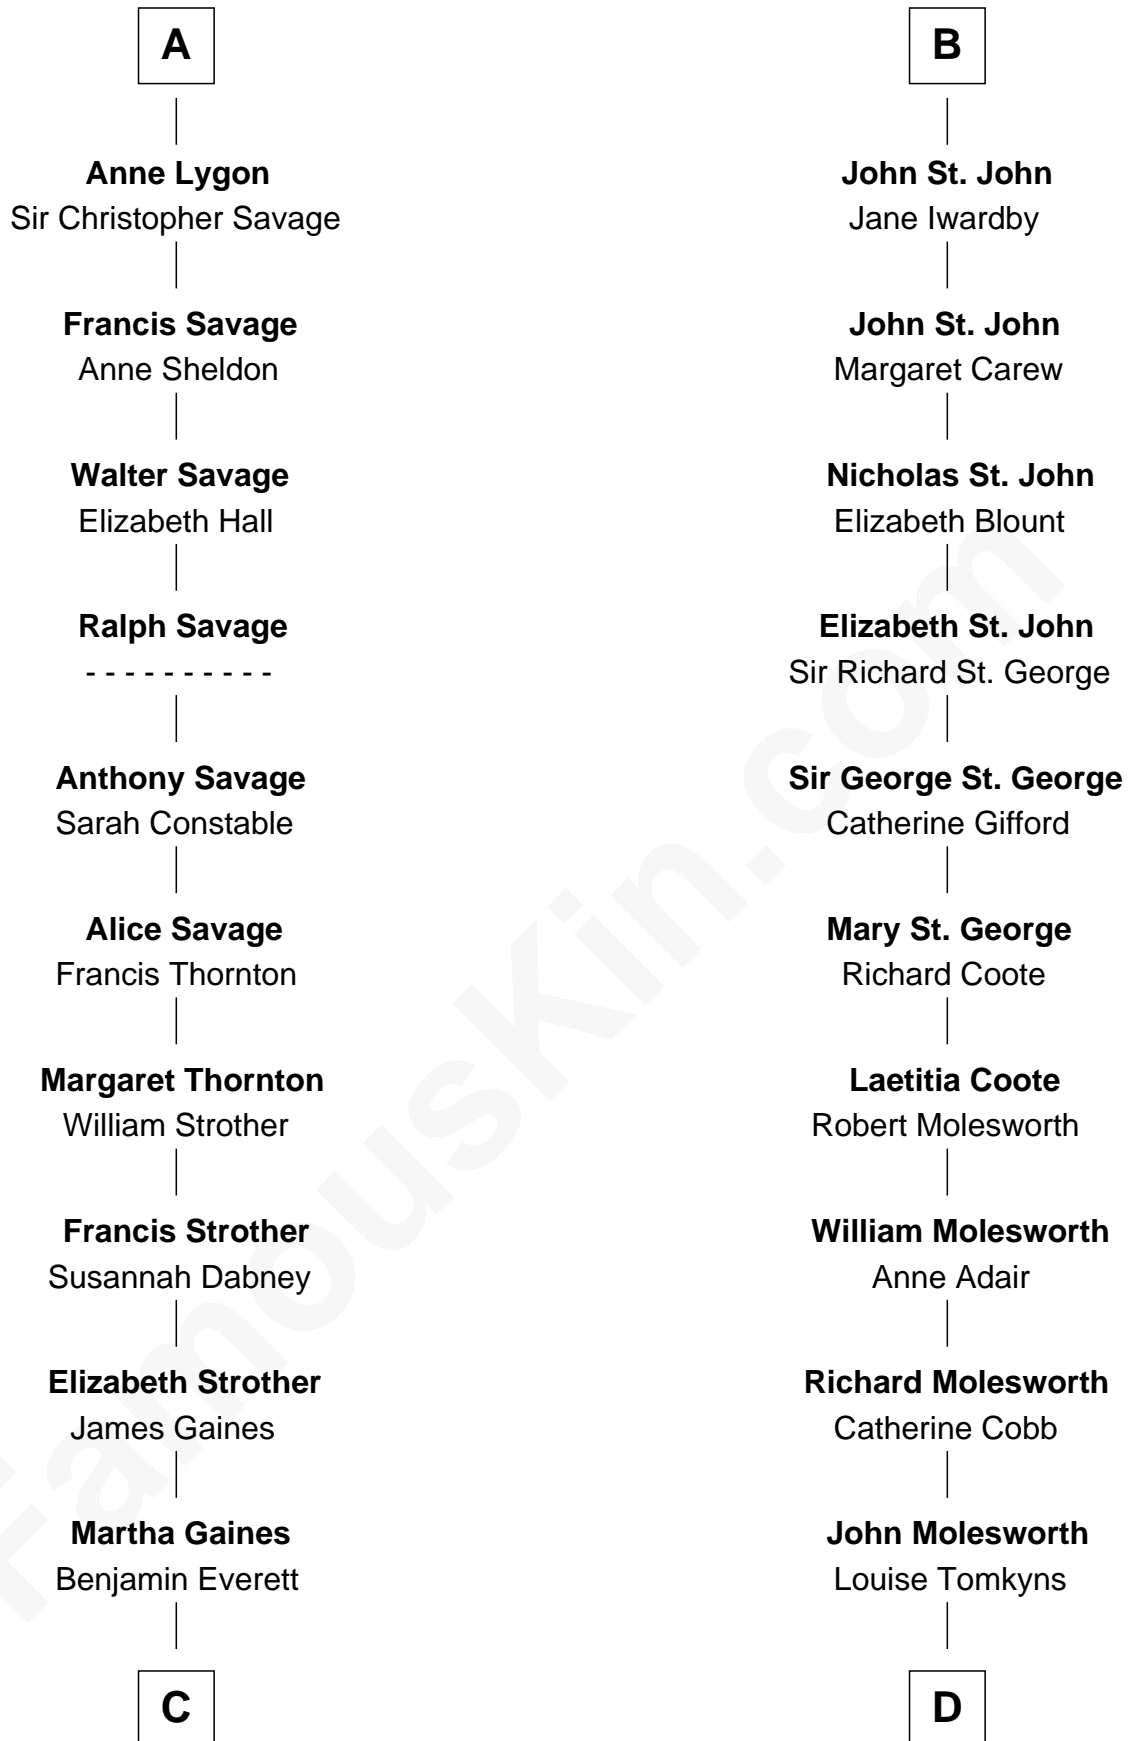 A
Anne Lygon
Sir Christopher Savage
Francis Savage
Anne Sheldon
Walter Savage
Elizabeth Hall
Ralph Savage
- - - - - - - - - -
Anthony Savage
Sarah Constable
Alice Savage
Francis Thornton
Margaret Thornton
William Strother
Francis Strother
Susannah Dabney
Elizabeth Strother
James Gaines
Martha Gaines
Benjamin Everett
C
B
John St. John
Jane Iwardby
John St. John
Margaret Carew
Nicholas St. John
Elizabeth Blount
Elizabeth St. John
Sir Richard St. George
Sir George St. George
Catherine Gifford
Mary St. George
Richard Coote
Laetitia Coote
Robert Molesworth
William Molesworth
Anne Adair
Richard Molesworth
Catherine Cobb
John Molesworth
Louise Tomkyns
D
FamousKin.com